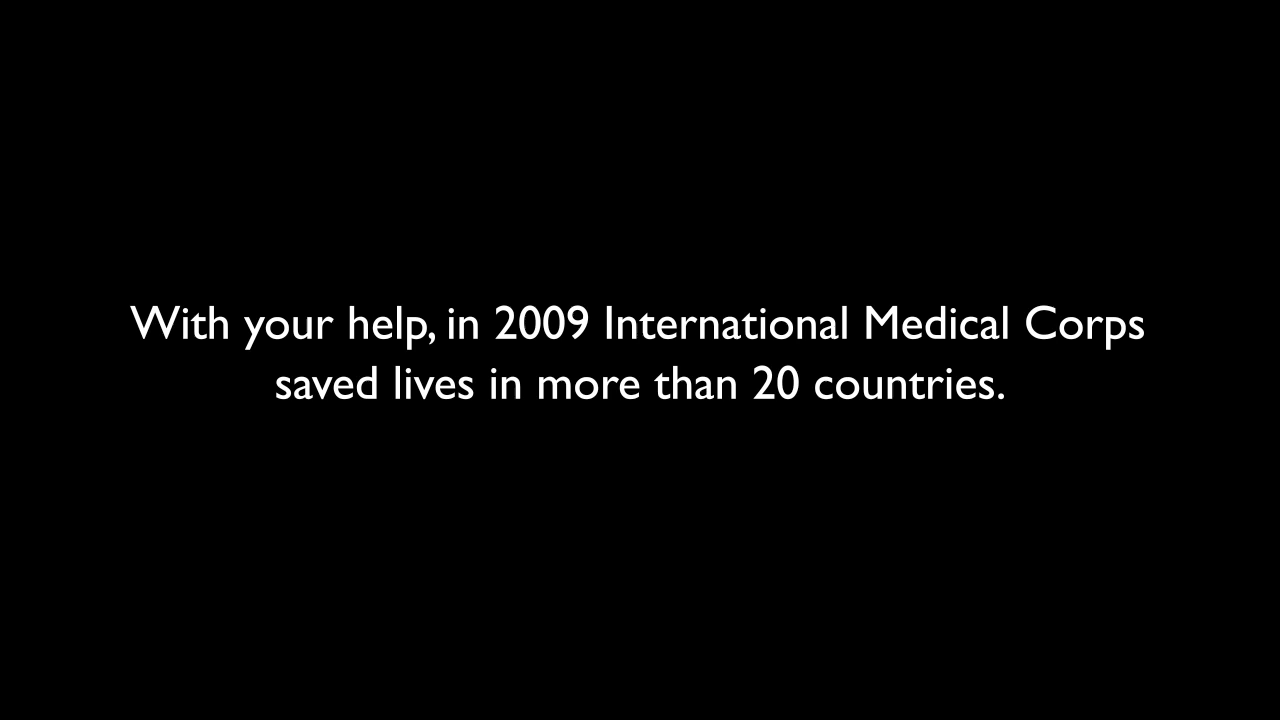 With your help, in 2009 International Medical Corps
saved lives in more than 20 countries.